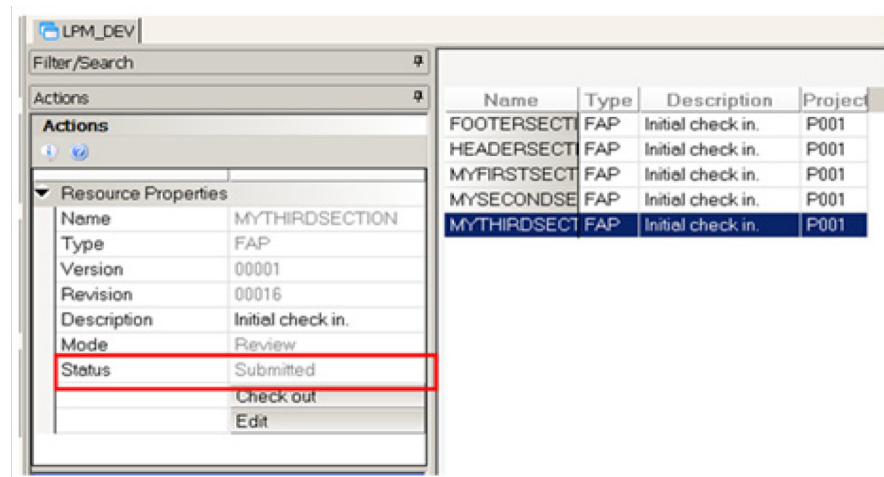 LPM_DEV
Filter/Search
Actions
Actions
Resource Properties
Name MYTHIRDSECTION
Type FAP
Version 00001
Revision 00016
Description Initial check in.
Mode Review
Status Submitted
Check out
Edit
Name Type Description Project
FOOTERSECTI FAP Initial check in. P001
HEADERSECTI FAP Initial check in. P001
MYFIRSTSECT FAP Initial check in. P001
MYSECONDSE FAP Initial check in. P001
MYTHIRDSECT FAP Initial check in. P001